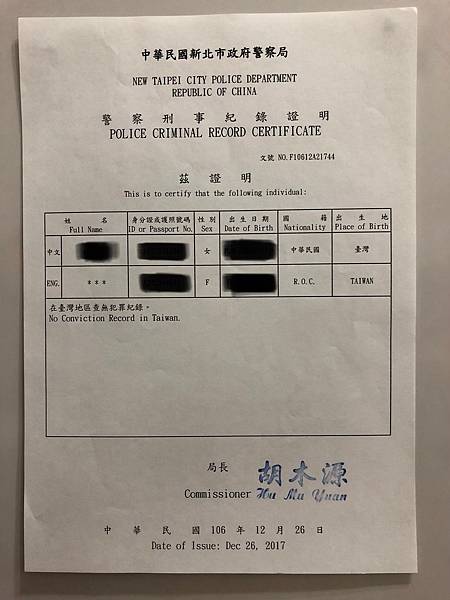 中華民國新北市政府警察局
NEW TAIPEI CITY POLICE DEPARTMENT
REPUBLIC OF CHINA
警察刑事紀錄證明
POLICE CRIMINAL RECORD CERTIFICATE
文號 NO.F10612A21744
茲證明
This is to certify that the following individual:
姓名 身分證或護照號碼 性別 出生日期 國籍 出生地
Full Name ID or Passport No. Sex Date of Birth Nationality Place of Birth
中文 女 中華民國 臺灣
ENG. *** F R.O.C. TAIWAN
在臺灣地區查無犯罪紀錄。
No Conviction Record in Taiwan.
局長 胡木源
Commissioner Hu Mu Yuan
中華民國 106 年 12 月 26 日
Date of Issue: Dec 26, 2017